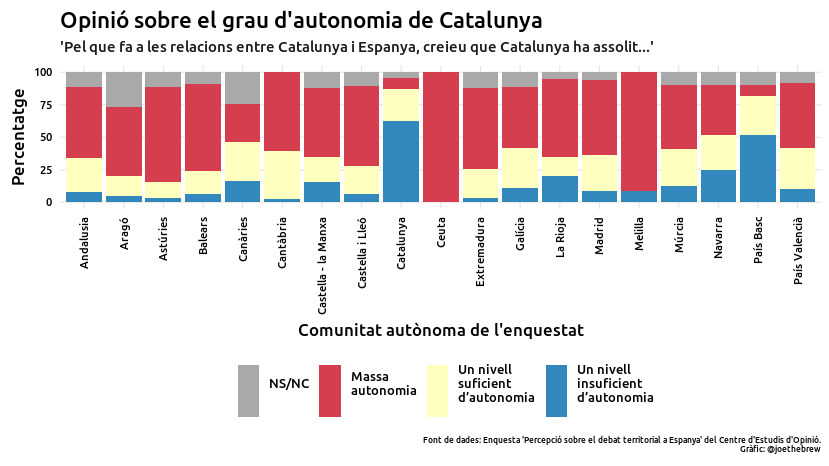 Opinió sobre el grau d'autonomia de Catalunya
'Pel que fa a les relacions entre Catalunya i Espanya, creieu que Catalunya ha assolit...'
Percentatge
100
75
50
25
0
Andalusia
Aragó
Astúries
Balears
Canàries
Cantàbria
Castella - la Manxa
Castella i Lleó
Catalunya
Ceuta
Extremadura
Galícia
La Rioja
Madrid
Melilla
Múrcia
Navarra
País Basc
País Valencià
Comunitat autònoma de l'enquestat
NS/NC
Massa
autonomia
Un nivell
suficient
d’autonomia
Un nivell
insuficient
d’autonomia
Font de dades: Enquesta 'Percepció sobre el debat territorial a Espanya' del Centre d'Estudis d'Opinió.
Gràfic: @joethebrew